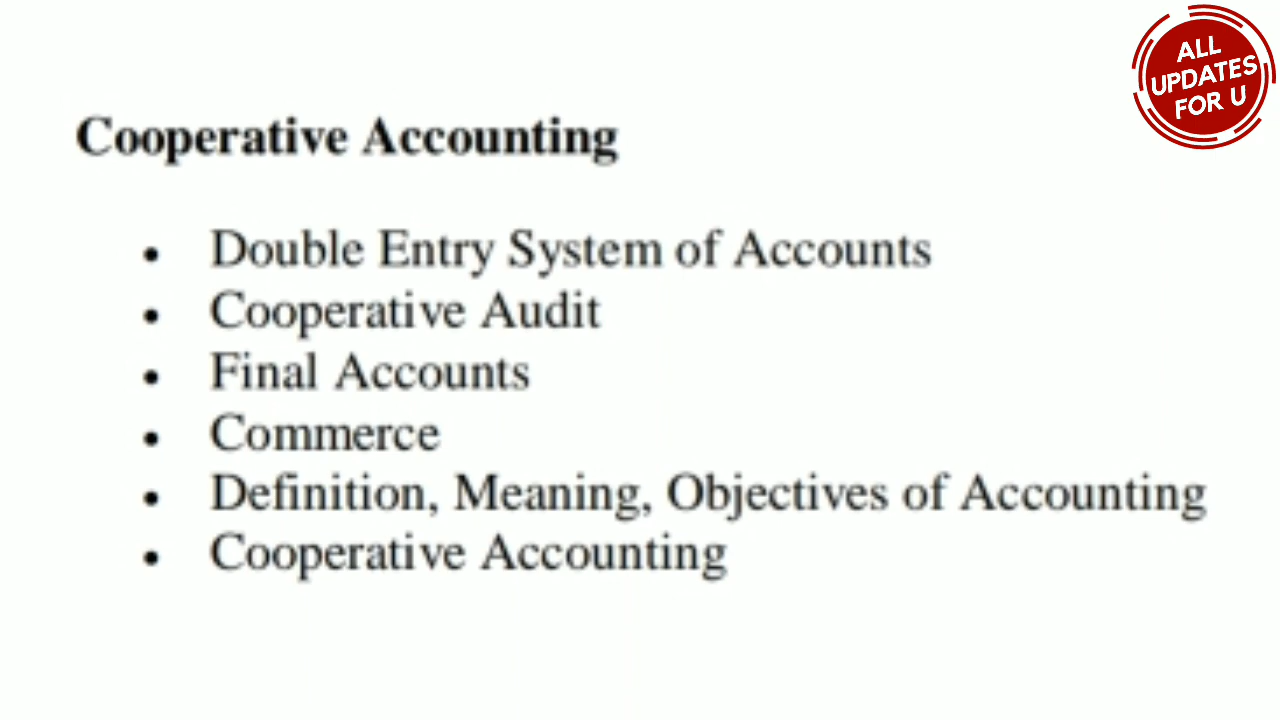 ALL
UPDATES
FOR U
Cooperative Accounting
• Double Entry System of Accounts
• Cooperative Audit
• Final Accounts
• Commerce
• Definition, Meaning, Objectives of Accounting
• Cooperative Accounting